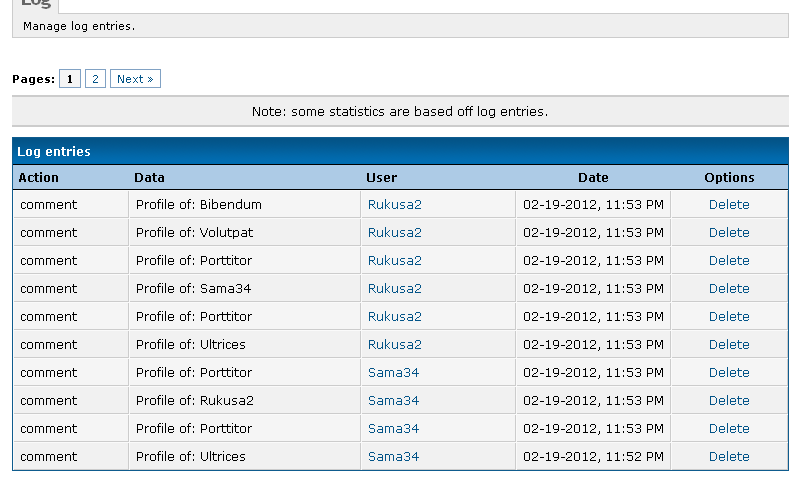 Log
Manage log entries.
Pages: 1 2 Next »
Note: some statistics are based off log entries.
Log entries
Action Data User Date Options
comment Profile of: Bibendum Rukusa2 02-19-2012, 11:53 PM Delete
comment Profile of: Volutpat Rukusa2 02-19-2012, 11:53 PM Delete
comment Profile of: Porttitor Rukusa2 02-19-2012, 11:53 PM Delete
comment Profile of: Sama34 Rukusa2 02-19-2012, 11:53 PM Delete
comment Profile of: Porttitor Rukusa2 02-19-2012, 11:53 PM Delete
comment Profile of: Ultrices Rukusa2 02-19-2012, 11:53 PM Delete
comment Profile of: Porttitor Sama34 02-19-2012, 11:53 PM Delete
comment Profile of: Rukusa2 Sama34 02-19-2012, 11:53 PM Delete
comment Profile of: Porttitor Sama34 02-19-2012, 11:53 PM Delete
comment Profile of: Ultrices Sama34 02-19-2012, 11:52 PM Delete